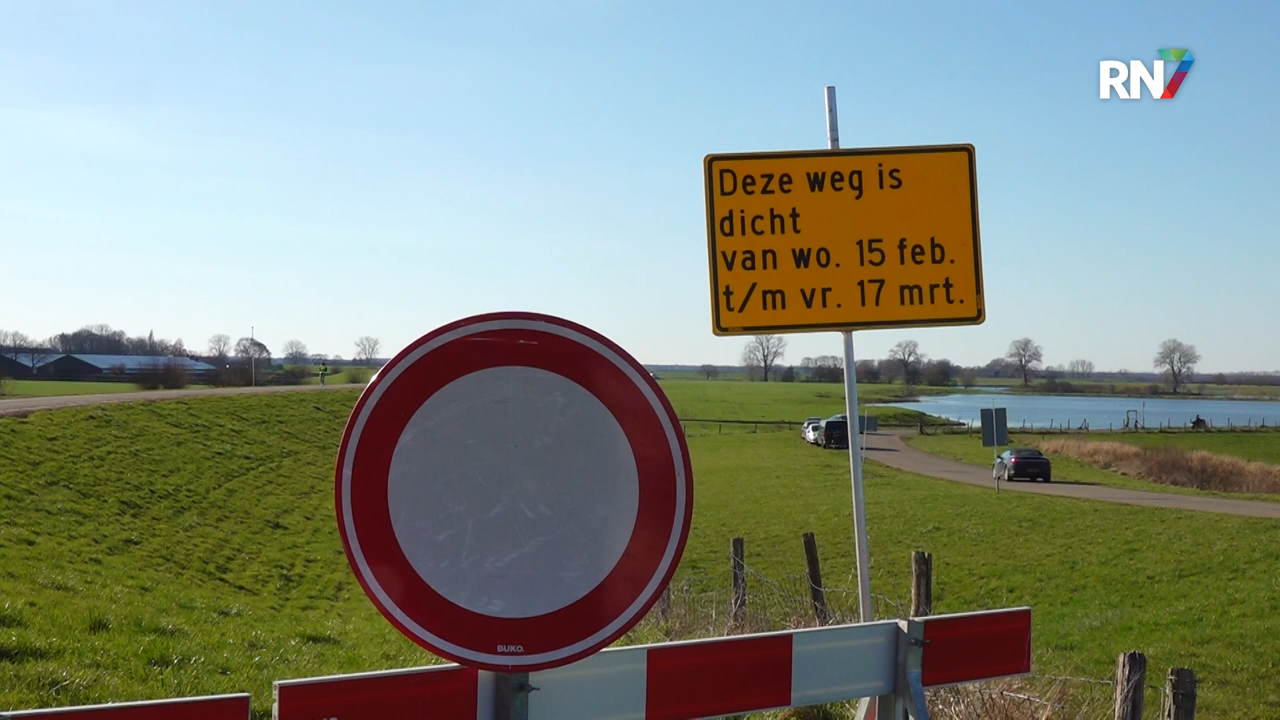 RN7
Deze weg is
dicht
van wo. 15 feb.
t/m vr. 17 mrt.
BUKO.